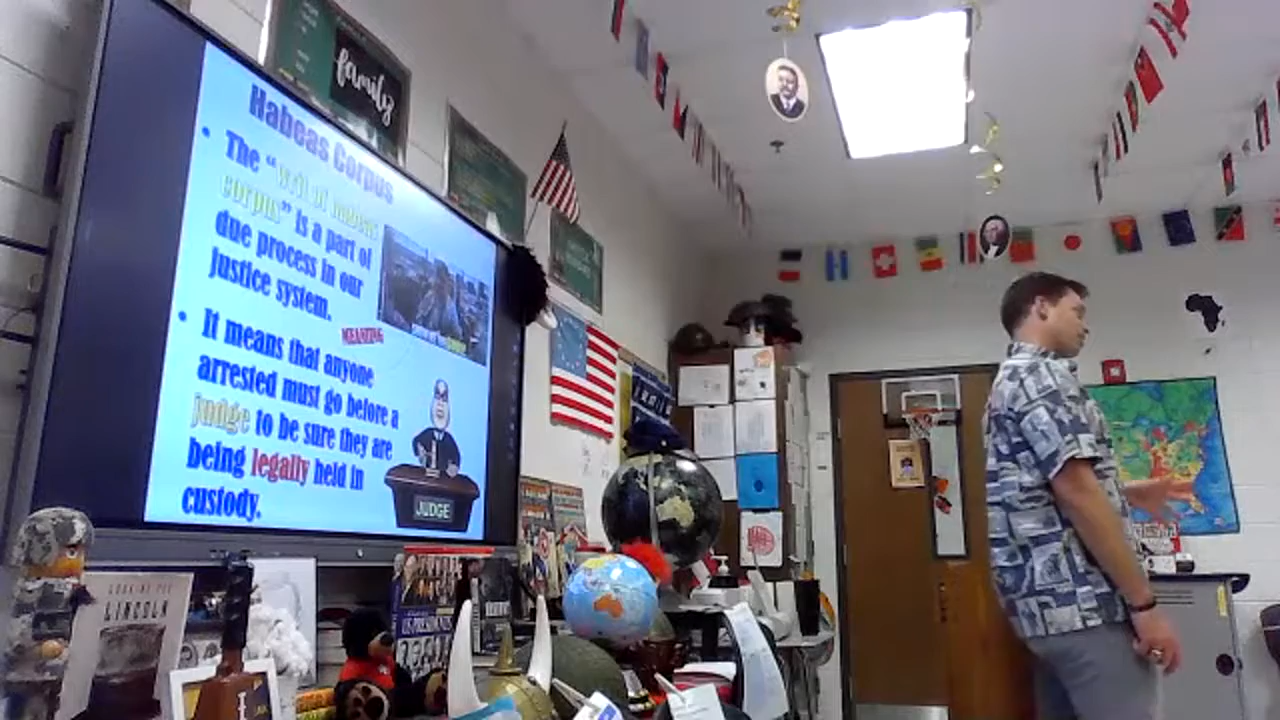 family
Habeas Corpus
• The "writ of habeas
corpus" is a part of
due process in our
justice system.
MEANING
• It means that anyone
arrested must go before a
judge to be sure they are
being legally held in
custody.
JUDGE
LINCOLN